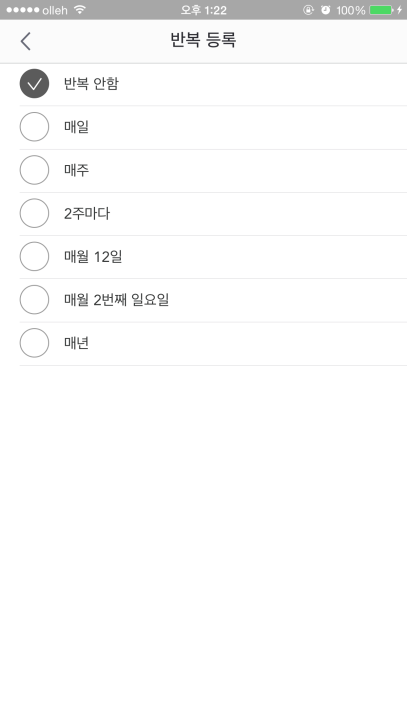 olleh 오후 1:22 100%
반복 등록
반복 안함
매일
매주
2주마다
매월 12일
매월 2번째 일요일
매년